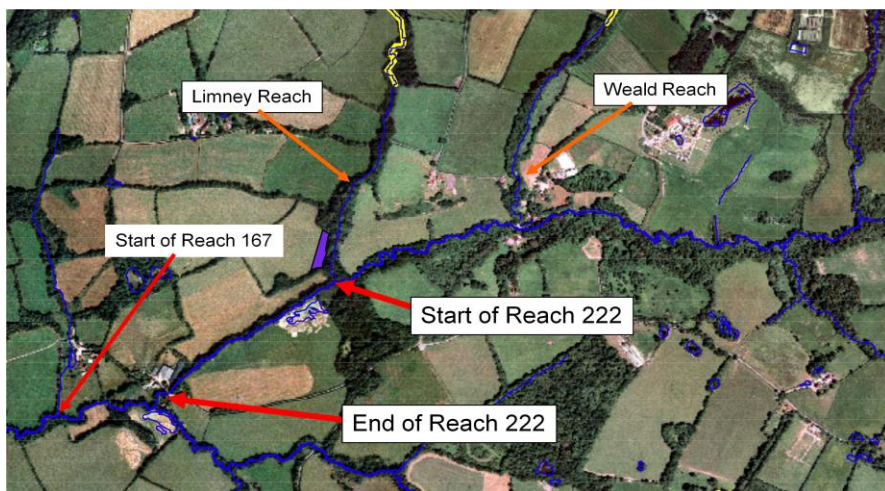 Limney Reach
Weald Reach
Start of Reach 167
Start of Reach 222
End of Reach 222